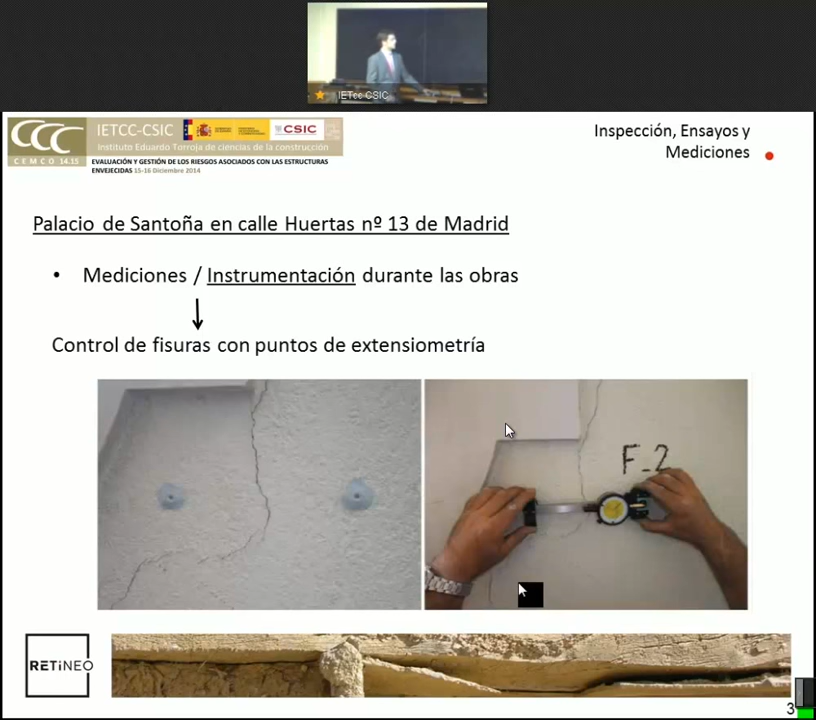 IETcc CSIC
CCC
CEMCO 14.15
IETCC-CSIC
CSIC
Instituto Eduardo Torroja de ciencias de la construcción
EVALUACIÓN Y GESTIÓN DE LOS RIESGOS ASOCIADOS CON LAS ESTRUCTURAS
ENVEJECIDAS 15-16 Diciembre 2014
Inspección, Ensayos y
Mediciones
Palacio de Santoña en calle Huertas nº 13 de Madrid
• Mediciones / Instrumentación durante las obras
Control de fisuras con puntos de extensiometría
F-2
RETiNEO
3